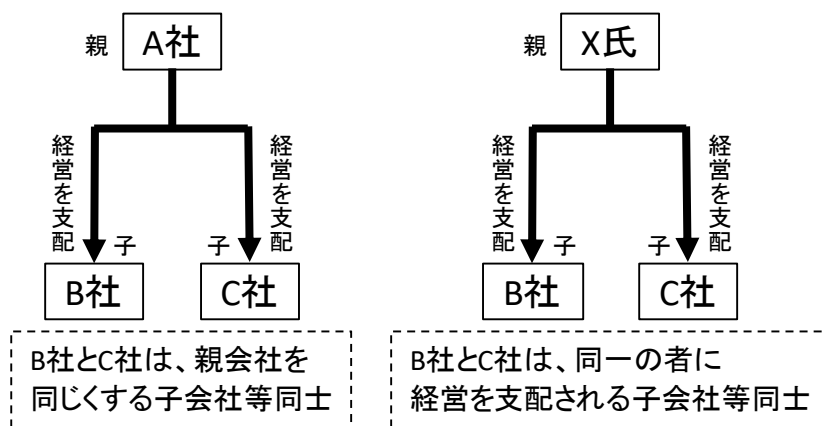 親
A社
経営を支配
経営を支配
子
子
B社
C社
B社とC社は、親会社を
同じくする子会社等同士
親
X氏
経営を支配
経営を支配
子
子
B社
C社
B社とC社は、同一の者に
経営を支配される子会社等同士